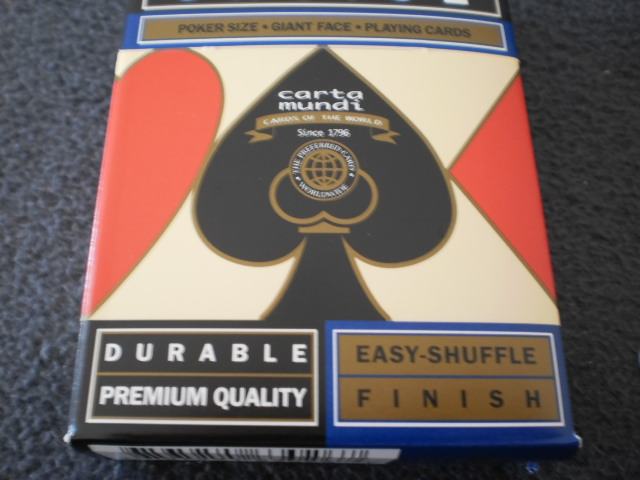 POKER SIZE • GIANT FACE • PLAYING CARDS
carta
mundi
CARDS OF THE WORLD
Since 1796
THE PREFERRED CARD
WORLDWIDE
DURABLE
PREMIUM QUALITY
EASY-SHUFFLE
FINISH